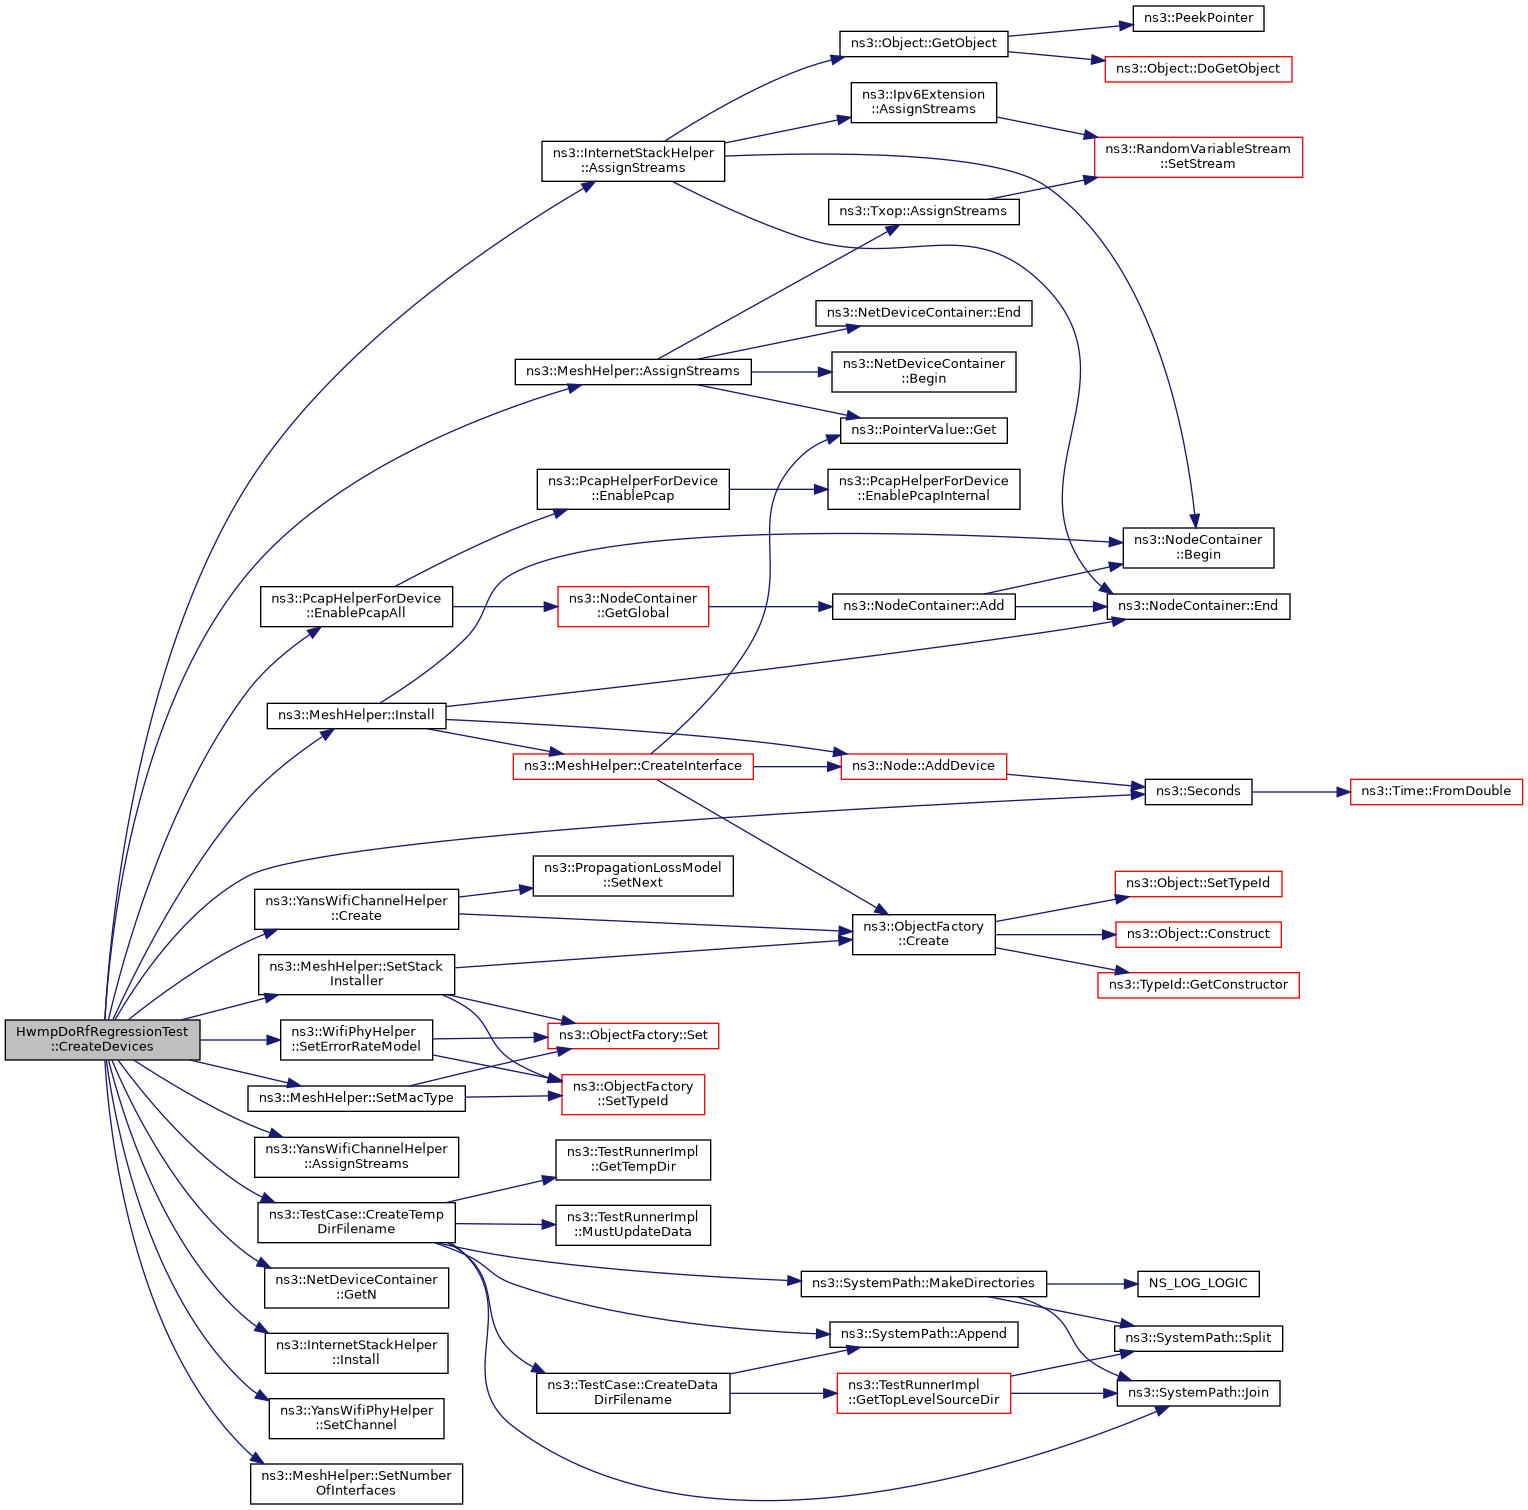 HwmpDoRfRegressionTest
::CreateDevices
ns3::InternetStackHelper
::AssignStreams
ns3::Object::GetObject
ns3::PeekPointer
ns3::Object::DoGetObject
ns3::Ipv6Extension
::AssignStreams
ns3::RandomVariableStream
::SetStream
ns3::Txop::AssignStreams
ns3::MeshHelper::AssignStreams
ns3::NetDeviceContainer::End
ns3::NetDeviceContainer
::Begin
ns3::PointerValue::Get
ns3::PcapHelperForDevice
::EnablePcap
ns3::PcapHelperForDevice
::EnablePcapInternal
ns3::PcapHelperForDevice
::EnablePcapAll
ns3::NodeContainer
::GetGlobal
ns3::NodeContainer::Add
ns3::NodeContainer
::Begin
ns3::NodeContainer::End
ns3::MeshHelper::Install
ns3::MeshHelper::CreateInterface
ns3::Node::AddDevice
ns3::Seconds
ns3::Time::FromDouble
ns3::PropagationLossModel
::SetNext
ns3::YansWifiChannelHelper
::Create
ns3::ObjectFactory
::Create
ns3::Object::SetTypeId
ns3::Object::Construct
ns3::TypeId::GetConstructor
ns3::MeshHelper::SetStack
Installer
ns3::WifiPhyHelper
::SetErrorRateModel
ns3::ObjectFactory::Set
ns3::MeshHelper::SetMacType
ns3::ObjectFactory
::SetTypeId
ns3::YansWifiChannelHelper
::AssignStreams
ns3::TestCase::CreateTemp
DirFilename
ns3::TestRunnerImpl
::GetTempDir
ns3::TestRunnerImpl
::MustUpdateData
ns3::SystemPath::MakeDirectories
NS_LOG_LOGIC
ns3::SystemPath::Append
ns3::SystemPath::Split
ns3::TestCase::CreateData
DirFilename
ns3::TestRunnerImpl
::GetTopLevelSourceDir
ns3::SystemPath::Join
ns3::NetDeviceContainer
::GetN
ns3::InternetStackHelper
::Install
ns3::YansWifiPhyHelper
::SetChannel
ns3::MeshHelper::SetNumber
OfInterfaces